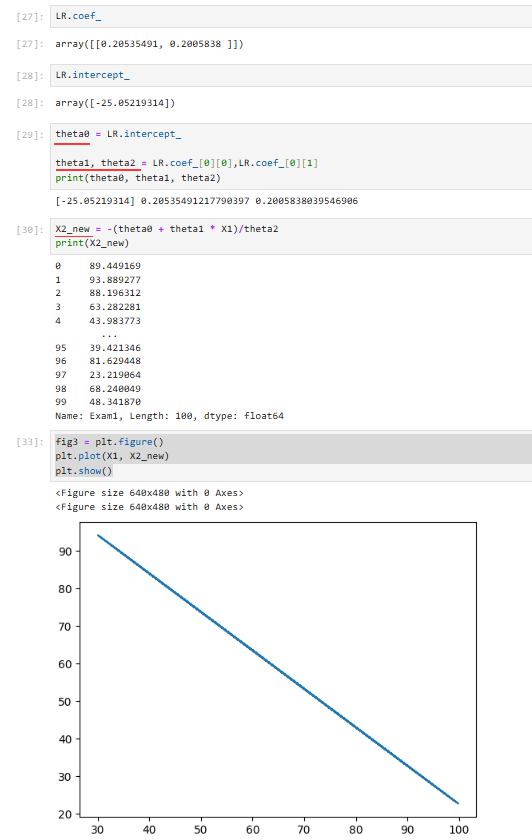 [27]: LR.coef_
[27]: array([[0.20535491, 0.2005838 ]])
[28]: LR.intercept_
[28]: array([-25.05219314])
[29]: theta0 = LR.intercept_
theta1, theta2 = LR.coef_[0][0],LR.coef_[0][1]
print(theta0, theta1, theta2)
[-25.05219314] 0.20535491217790397 0.2005838039546906
[30]: X2_new = -(theta0 + theta1 * X1)/theta2
print(X2_new)
0 89.449169
1 93.889277
2 88.196312
3 63.282281
4 43.983773
...
95 39.421346
96 81.629448
97 23.219064
98 68.240049
99 48.341870
Name: Exam1, Length: 100, dtype: float64
[33]: fig3 = plt.figure()
plt.plot(X1, X2_new)
plt.show()
<Figure size 640x480 with 0 Axes>
<Figure size 640x480 with 0 Axes>
90
80
70
60
50
40
30
20
30 40 50 60 70 80 90 100